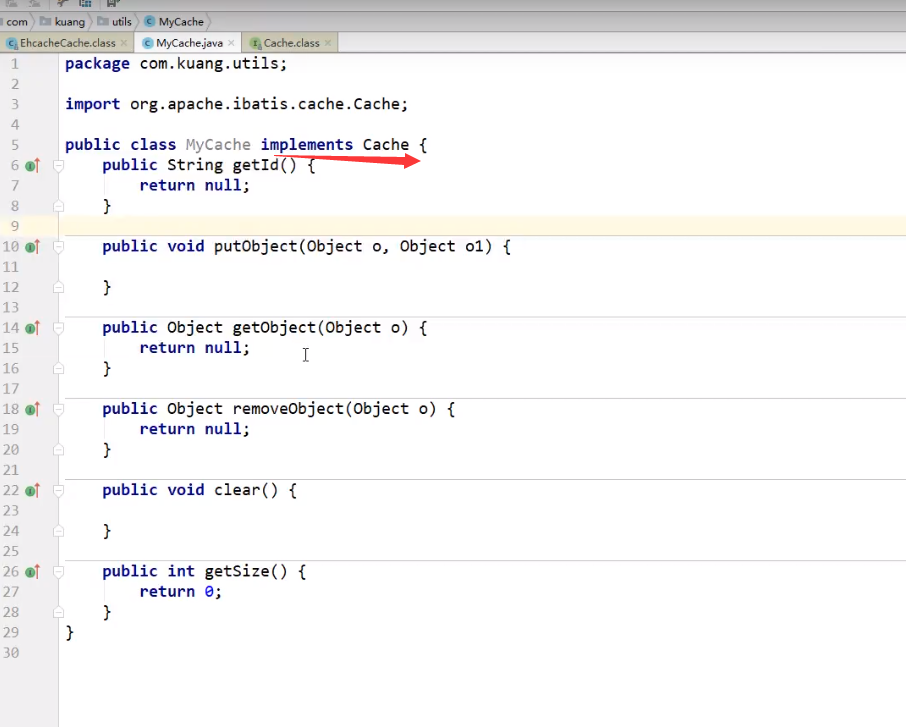 com kuang utils MyCache
EhcacheCache.class MyCache.java Cache.class
1 package com.kuang.utils;
2
3 import org.apache.ibatis.cache.Cache;
4
5 public class MyCache implements Cache {
6 public String getId() {
7 return null;
8 }
9
10 public void putObject(Object o, Object o1) {
11
12 }
13
14 public Object getObject(Object o) {
15 return null;
16 }
17
18 public Object removeObject(Object o) {
19 return null;
20 }
21
22 public void clear() {
23
24 }
25
26 public int getSize() {
27 return 0;
28 }
29 }
30